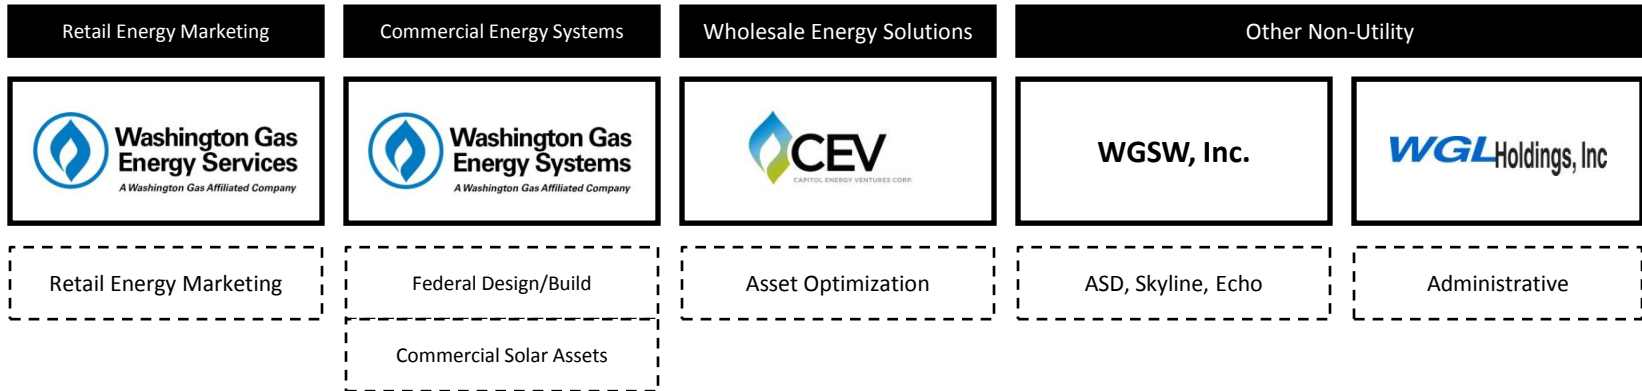 Retail Energy Marketing
Commercial Energy Systems
Wholesale Energy Solutions
Other Non-Utility
Washington Gas
Energy Services
A Washington Gas Affiliated Company
Washington Gas
Energy Systems
A Washington Gas Affiliated Company
CEV
CAPITOL ENERGY VENTURES CORP.
WGSW, Inc.
WGL Holdings, Inc
Retail Energy Marketing
Federal Design/Build
Asset Optimization
ASD, Skyline, Echo
Administrative
Commercial Solar Assets